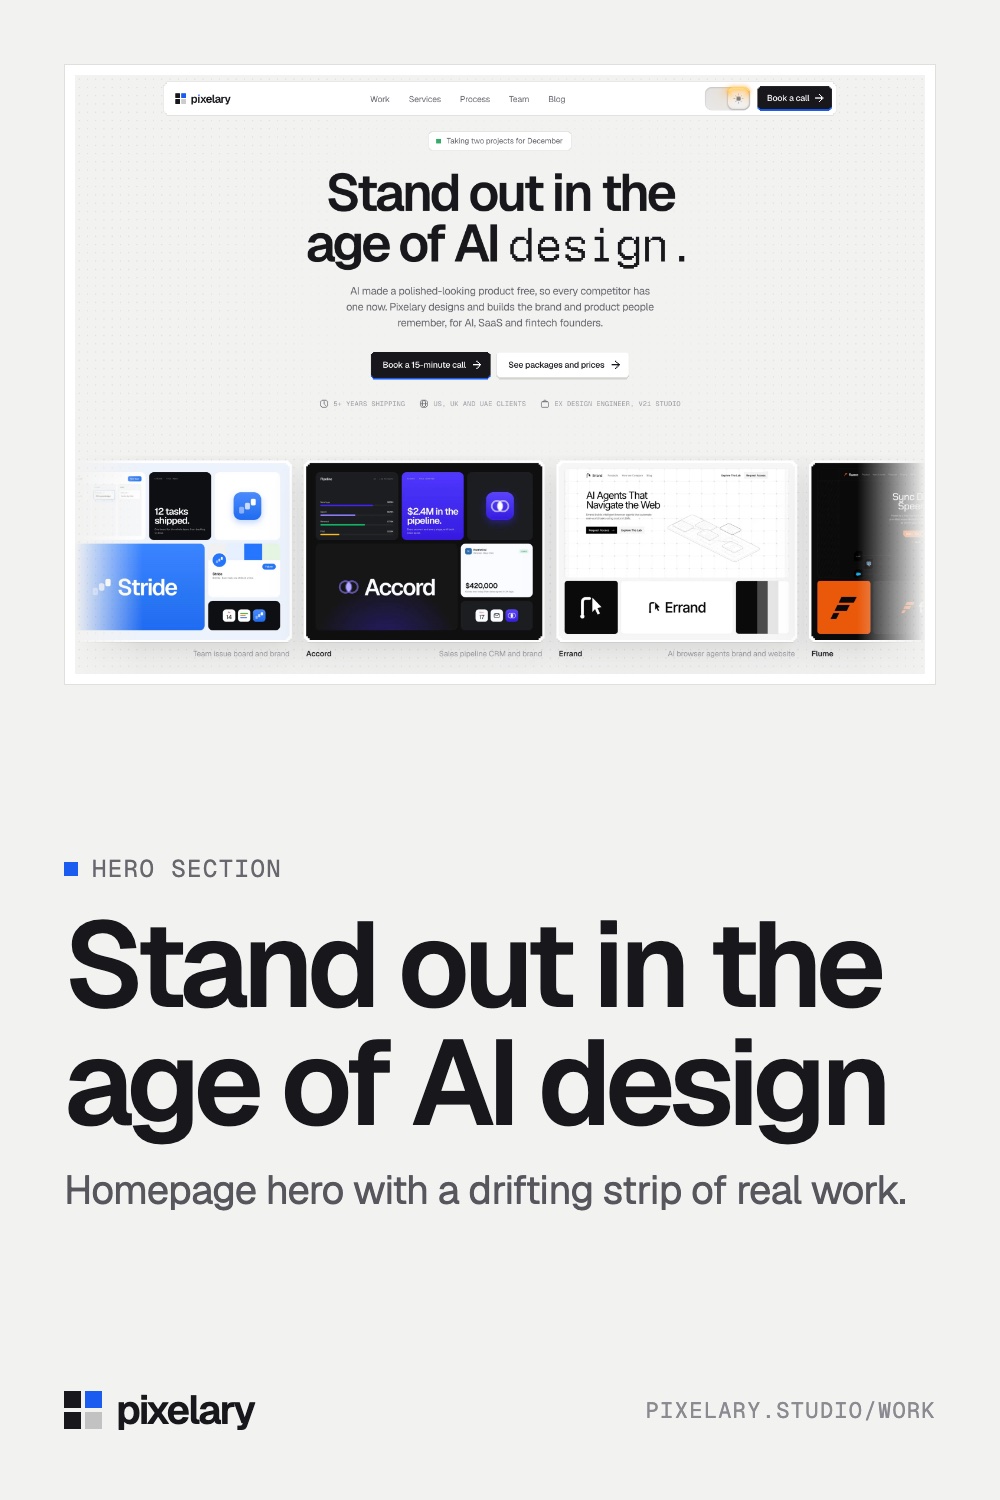 pixelary
Work Services Process Team Blog
Book a call
Taking two projects for December
Stand out in the
age of AI design.
AI made a polished-looking product free, so every competitor has
one now. Pixelary designs and builds the brand and product people
remember, for AI, SaaS and fintech founders.
Book a 15-minute call
See packages and prices
5+ YEARS SHIPPING
US, UK AND UAE CLIENTS
EX DESIGN ENGINEER, V21 STUDIO
12 tasks
shipped.
Stride
Stride
14
Team issue board and brand
Pipeline
$2.4M in the
pipeline.
Accord
$420,000
17
Accord
Sales pipeline CRM and brand
Errand
AI Agents That
Navigate the Web
Errand
Errand
AI browser agents brand and website
Sync D
Flume
HERO SECTION
Stand out in the
age of AI design
Homepage hero with a drifting strip of real work.
pixelary
PIXELARY.STUDIO/WORK